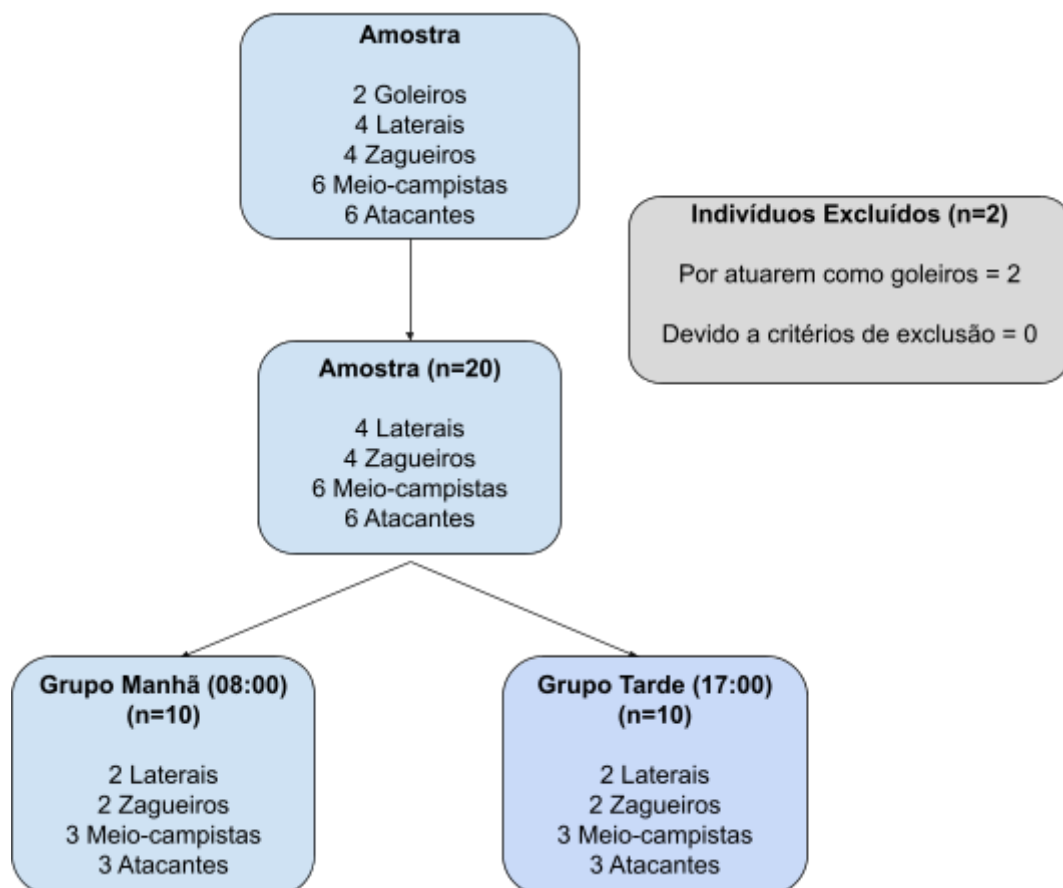 Amostra
2 Goleiros
4 Laterais
4 Zagueiros
6 Meio-campistas
6 Atacantes
Indivíduos Excluídos (n=2)
Por atuarem como goleiros = 2
Devido a critérios de exclusão = 0
Amostra (n=20)
4 Laterais
4 Zagueiros
6 Meio-campistas
6 Atacantes
Grupo Manhã (08:00)
(n=10)
2 Laterais
2 Zagueiros
3 Meio-campistas
3 Atacantes
Grupo Tarde (17:00)
(n=10)
2 Laterais
2 Zagueiros
3 Meio-campistas
3 Atacantes